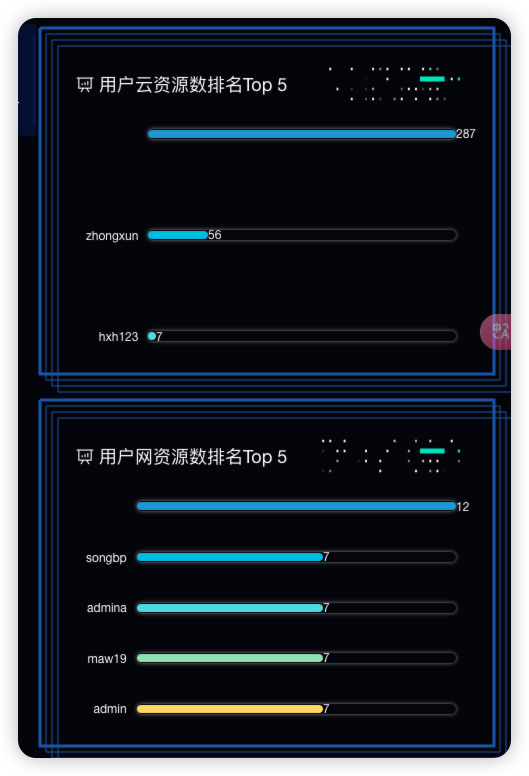 用户云资源数排名Top 5
287
zhongxun 56
hxh123 7
用户网资源数排名Top 5
12
songbp 7
admina 7
maw19 7
admin 7